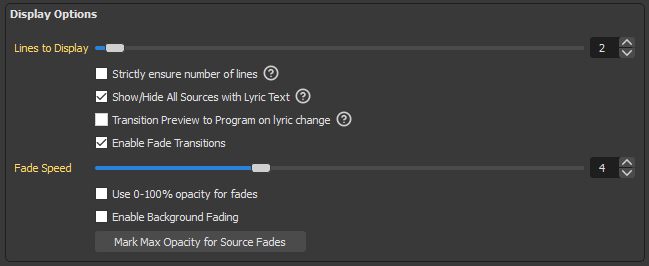 Display Options
Lines to Display 2
Strictly ensure number of lines ?
Show/Hide All Sources with Lyric Text ?
Transition Preview to Program on lyric change ?
Enable Fade Transitions
Fade Speed 4
Use 0-100% opacity for fades
Enable Background Fading
Mark Max Opacity for Source Fades